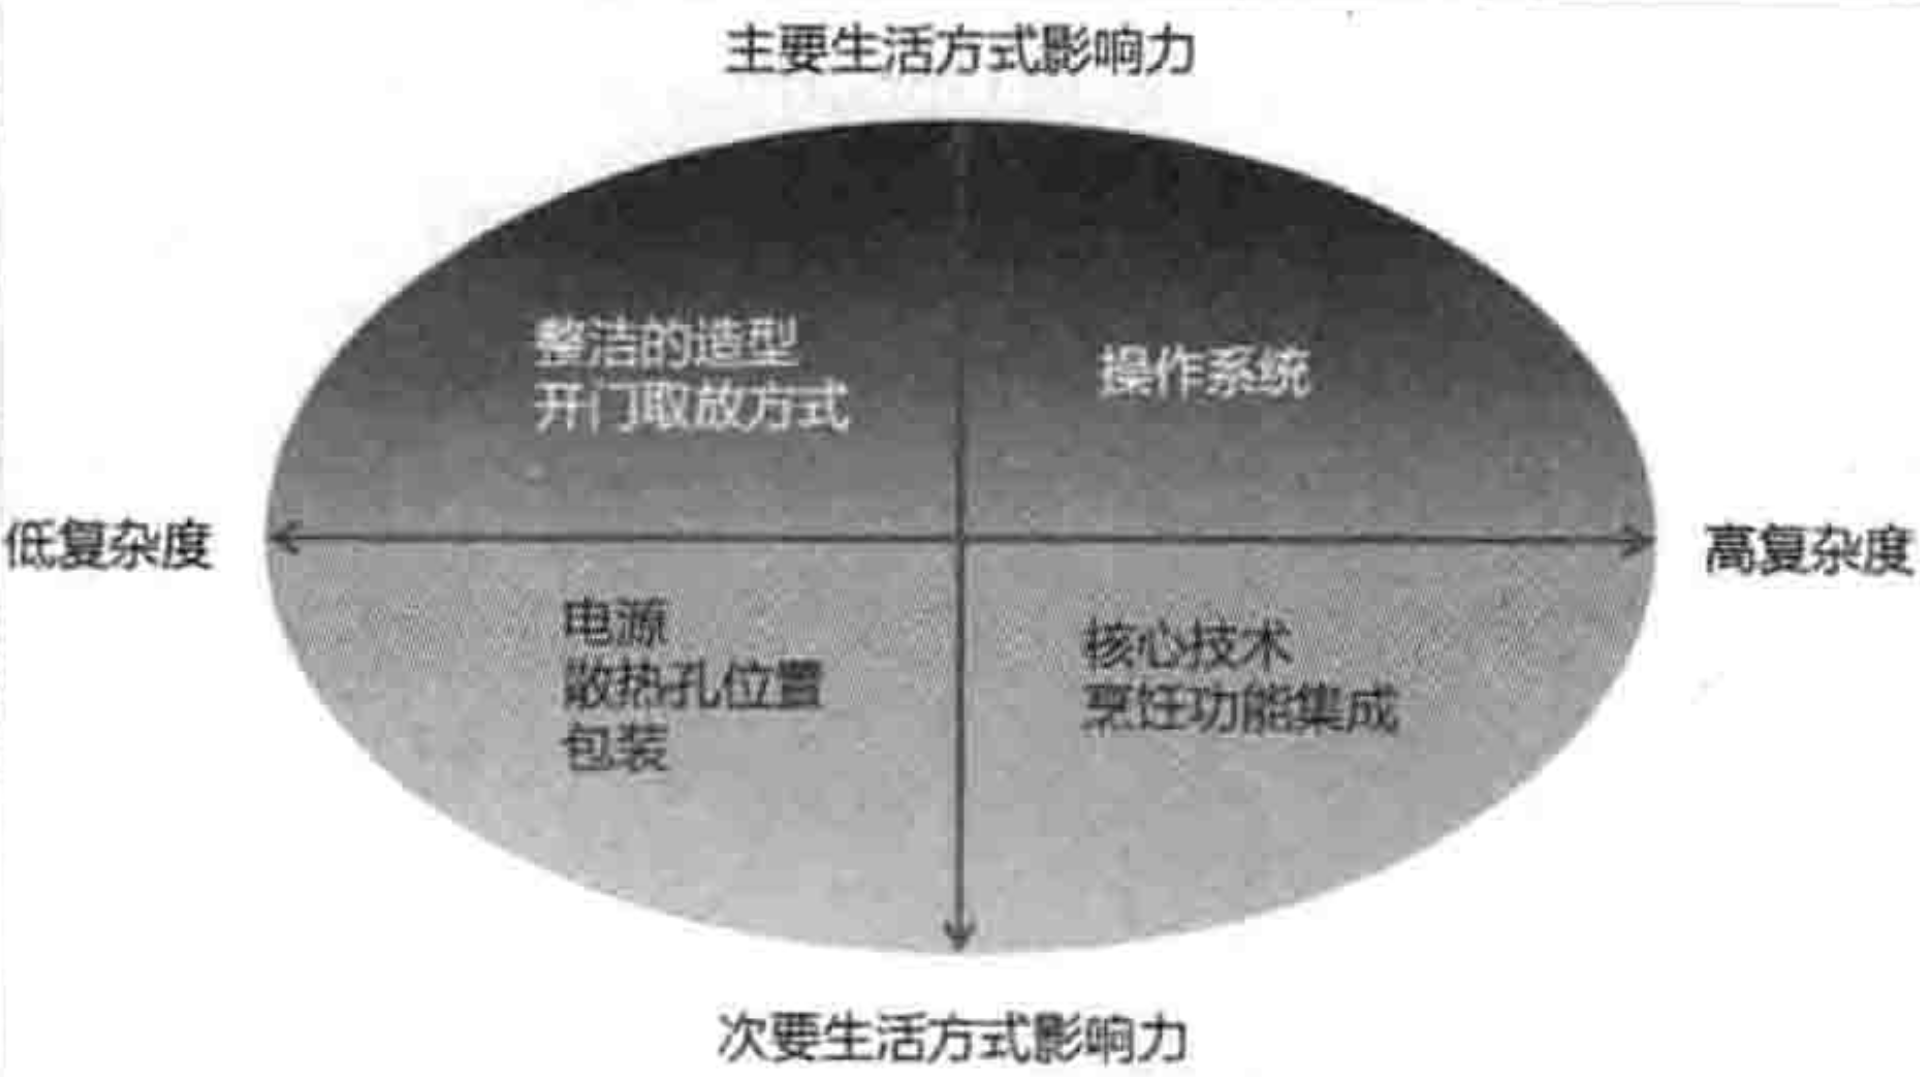 主要生活方式影响力
整洁的造型
开门取放方式
操作系统
低复杂度
高复杂度
电源
散热孔位置
包装
核心技术
烹饪功能集成
次要生活方式影响力